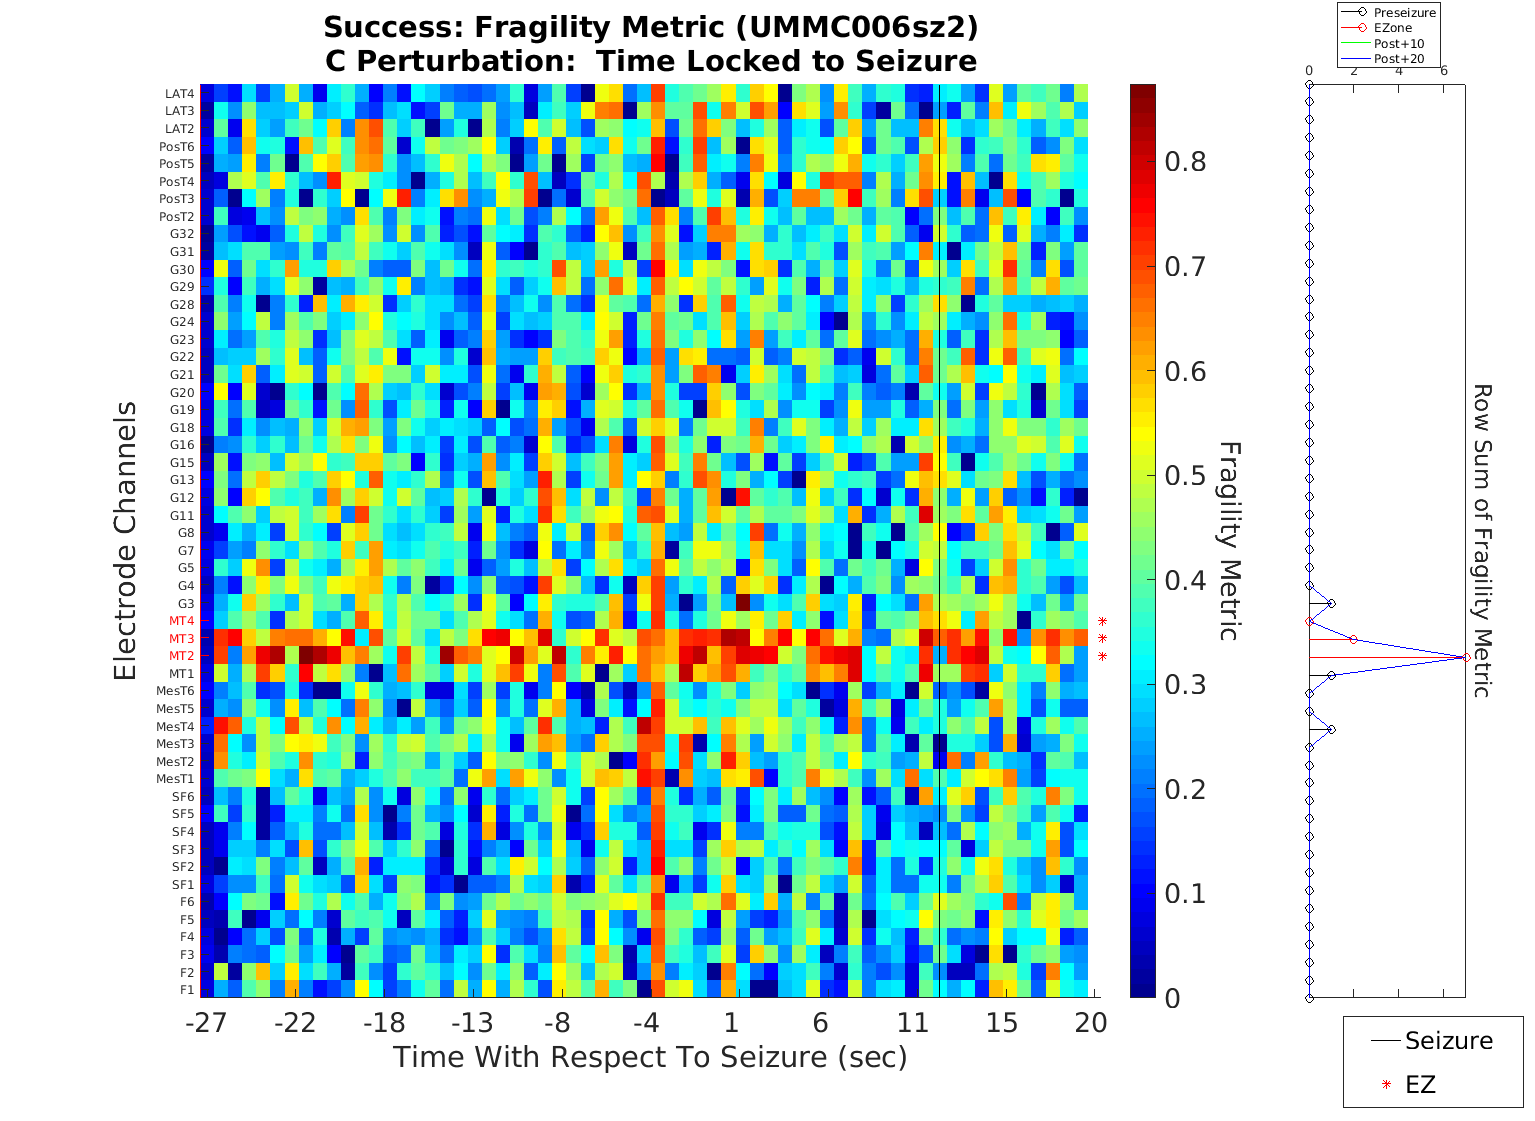 Success: Fragility Metric (UMMC006sz2)
C Perturbation: Time Locked to Seizure
Electrode Channels
LAT4
LAT3
LAT2
PosT6
PosT5
PosT4
PosT3
PosT2
G32
G31
G30
G29
G28
G24
G23
G22
G21
G20
G19
G18
G16
G15
G13
G12
G11
G8
G7
G5
G4
G3
MT4
MT3
MT2
MT1
MesT6
MesT5
MesT4
MesT3
MesT2
MesT1
SF6
SF5
SF4
SF3
SF2
SF1
F6
F5
F4
F3
F2
F1
-27 -22 -18 -13 -8 -4 1 6 11 15 20
Time With Respect To Seizure (sec)
0.8
0.7
0.6
0.5
0.4
0.3
0.2
0.1
0
Fragility Metric
Preseizure
EZone
Post+10
Post+20
0 2 4 6
Row Sum of Fragility Metric
Seizure
EZ